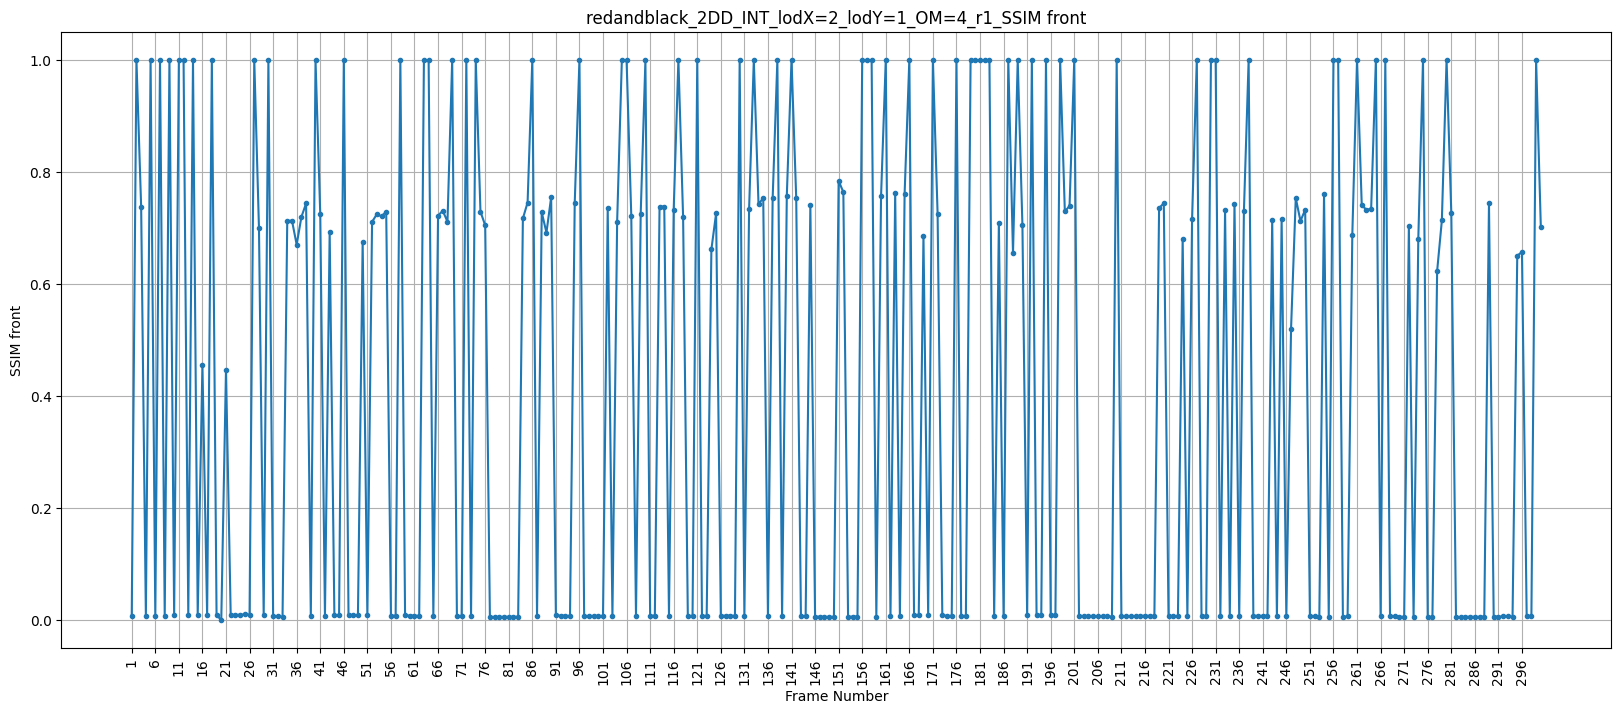 redandblack_2DD_INT_lodX=2_lodY=1_OM=4_r1_SSIM front
SSIM front
1.0
0.8
0.6
0.4
0.2
0.0
1 6 11 16 21 26 31 36 41 46 51 56 61 66 71 76 81 86 91 96 101 106 111 116 121 126 131 136 141 146 151 156 161 166 171 176 181 186 191 196 201 206 211 216 221 226 231 236 241 246 251 256 261 266 271 276 281 286 291 296
Frame Number